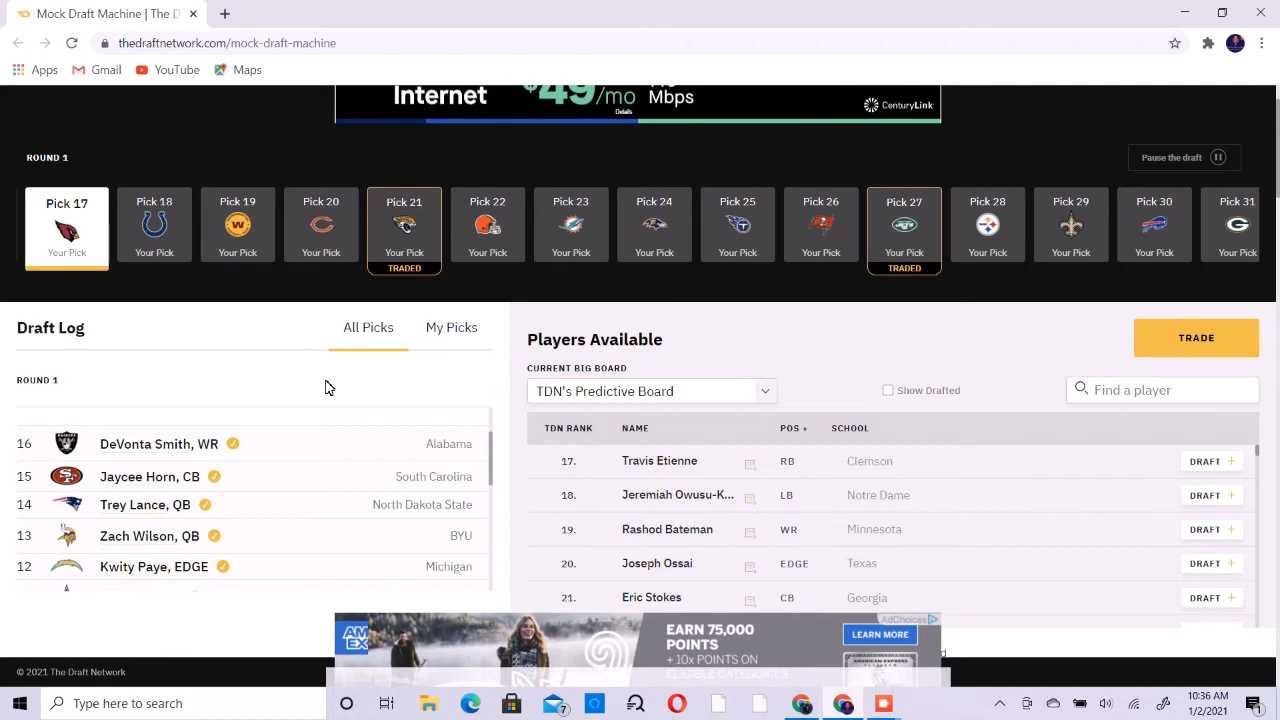 Mock Draft Machine | The D
thedraftnetwork.com/mock-draft-machine
Apps Gmail YouTube Maps
Internet $49/mo Mbps
Details
CenturyLink
ROUND 1
Pause the draft
Pick 17 Pick 18 Pick 19 Pick 20 Pick 21 Pick 22 Pick 23 Pick 24 Pick 25 Pick 26 Pick 27 Pick 28 Pick 29 Pick 30 Pick 31
Your Pick Your Pick Your Pick Your Pick Your Pick Your Pick Your Pick Your Pick Your Pick Your Pick Your Pick Your Pick Your Pick Your Pick Your Pick
TRADED TRADED
Draft Log All Picks My Picks
ROUND 1
16 DeVonta Smith, WR Alabama
15 Jaycee Horn, CB South Carolina
14 Trey Lance, QB North Dakota State
13 Zach Wilson, QB BYU
12 Kwity Paye, EDGE Michigan
Players Available
TRADE
CURRENT BIG BOARD
TDN's Predictive Board
Show Drafted
Find a player
TDN RANK NAME POS + SCHOOL
17. Travis Etienne RB Clemson DRAFT +
18. Jeremiah Owusu-K... LB Notre Dame DRAFT +
19. Rashod Bateman WR Minnesota DRAFT +
20. Joseph Ossai EDGE Texas DRAFT +
21. Eric Stokes CB Georgia DRAFT +
AdChoices
AM
EX
EARN 75,000
POINTS
+ 10x POINTS ON
ELIGIBLE CATEGORIES
LEARN MORE
AMERICAN EXPRESS
© 2021 The Draft Network
Type here to search
7
10:36 AM
1/2/2021
1